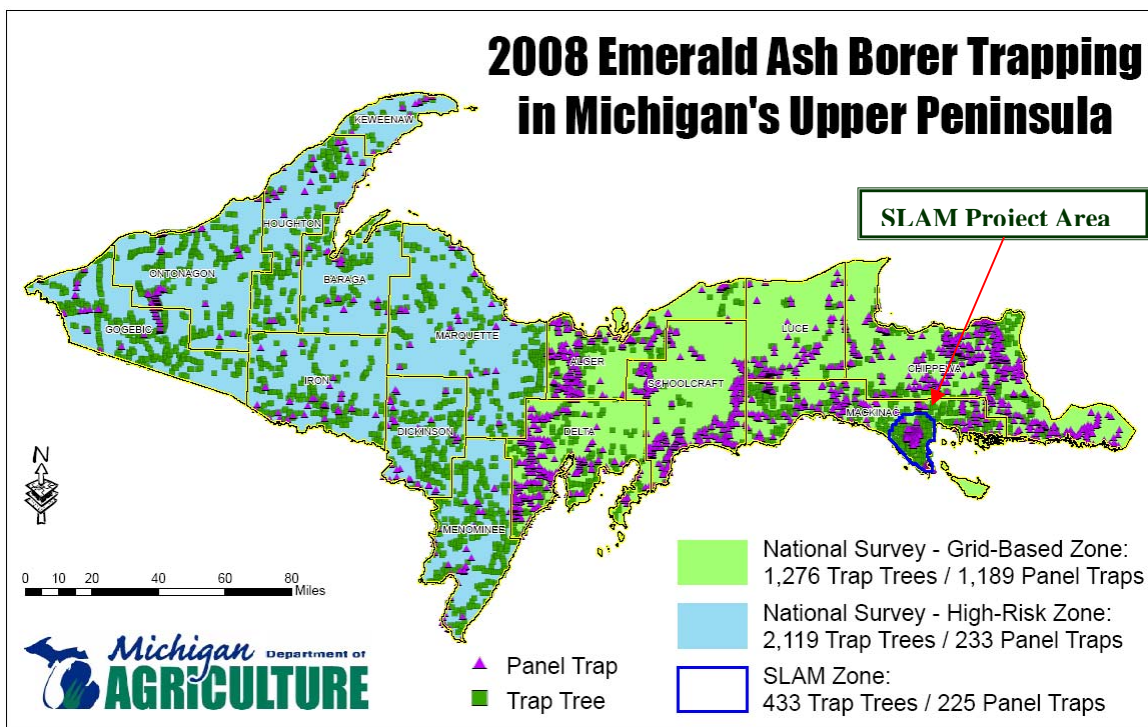 2008 Emerald Ash Borer Trapping
in Michigan's Upper Peninsula
KEWEENAW
SLAM Project Area
HOUGHTON
ONTONAGON
BARAGA
GOGEBIC
MARQUETTE
LUCE
ALGER
CHIPPEWA
SCHOOLCRAFT
IRON
MACKINAC
DICKINSON
DELTA
N
MENOMINEE
National Survey - Grid-Based Zone:
1,276 Trap Trees / 1,189 Panel Traps
0 10 20 40 60 80
Miles
National Survey - High-Risk Zone:
2,119 Trap Trees / 233 Panel Traps
Michigan Department of
AGRICULTURE
Panel Trap
Trap Tree
SLAM Zone:
433 Trap Trees / 225 Panel Traps